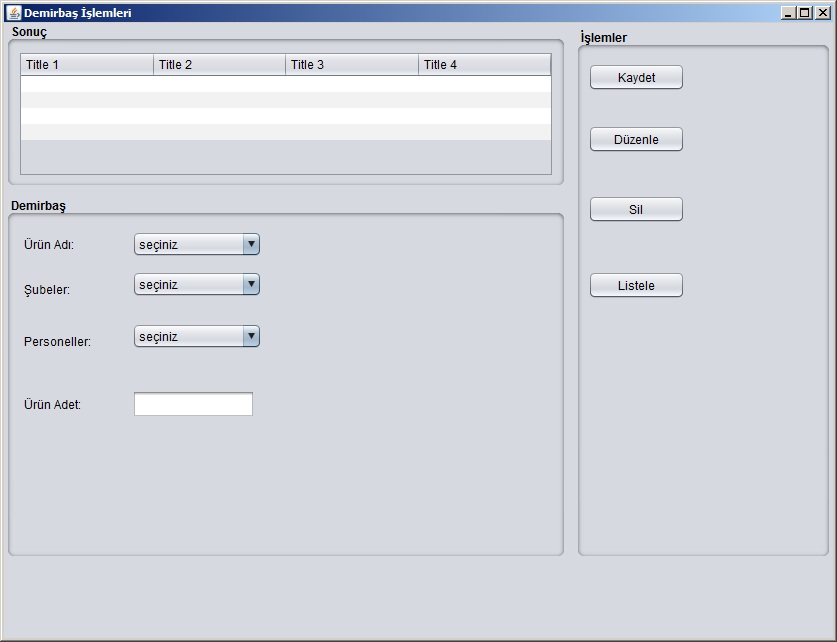 Demirbaş İşlemleri
Sonuç
Title 1 Title 2 Title 3 Title 4
Demirbaş
Ürün Adı: seçiniz
Şubeler: seçiniz
Personeller: seçiniz
Ürün Adet:
İşlemler
Kaydet
Düzenle
Sil
Listele